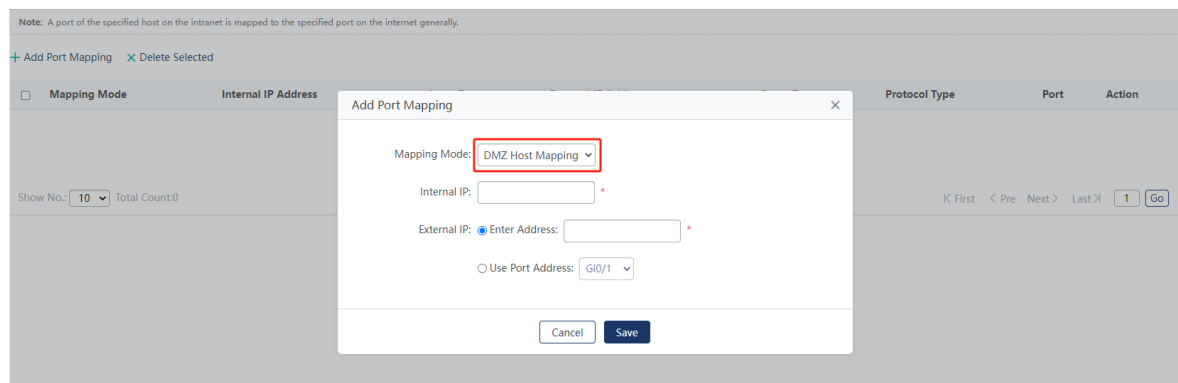 Note: A port of the specified host on the intranet is mapped to the specified port on the internet generally.
+ Add Port Mapping × Delete Selected
Mapping Mode Internal IP Address Protocol Type Port Action
Add Port Mapping ×
Mapping Mode: DMZ Host Mapping
Internal IP: *
External IP: Enter Address: *
Use Port Address: GI0/1
Cancel Save
Show No.: 10 Total Count:0 First Pre Next Last 1 Go